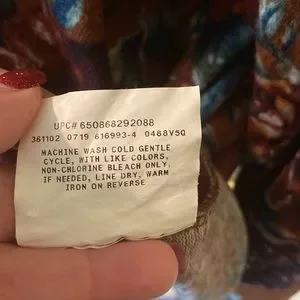 UPC# 650868292088
361102 0719 616993-4 0488V5Q
MACHINE WASH COLD GENTLE
CYCLE, WITH LIKE COLORS,
NON-CHLORINE BLEACH ONLY,
IF NEEDED, LINE DRY, WARM
IRON ON REVERSE